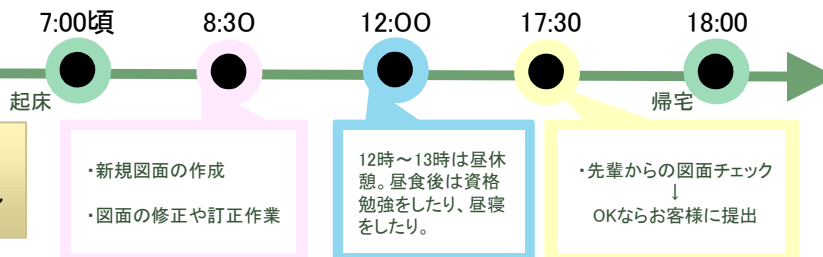 7:00頃
8:30
12:00
17:30
18:00
起床
帰宅
・新規図面の作成
・図面の修正や訂正作業
12時～13時は昼休
憩。昼食後は資格
勉強をしたり、昼寝
をしたり。
・先輩からの図面チェック
↓
OKならお客様に提出